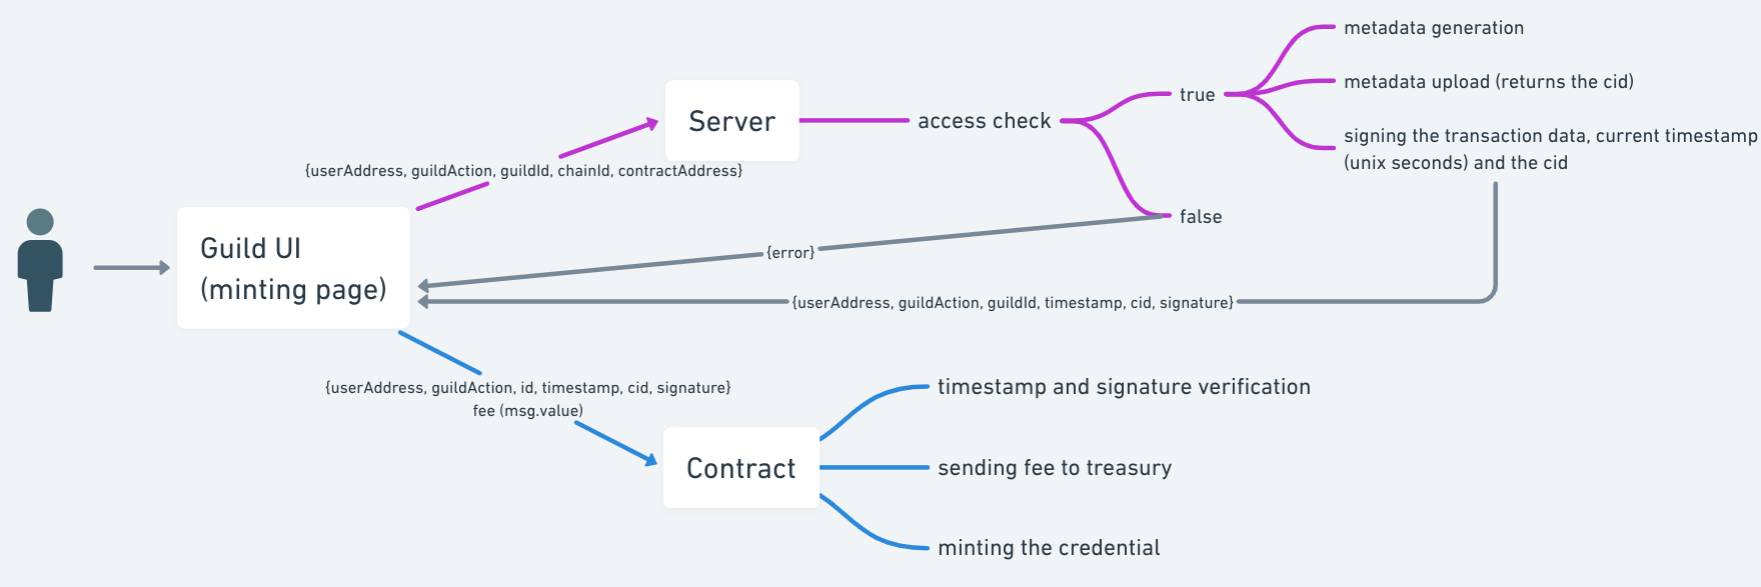 metadata generation
metadata upload (returns the cid)
Server
access check
true
signing the transaction data, current timestamp
(unix seconds) and the cid
{userAddress, guildAction, guildId, chainId, contractAddress}
false
Guild UI
(minting page)
{error}
{userAddress, guildAction, guildId, timestamp, cid, signature}
{userAddress, guildAction, id, timestamp, cid, signature}
fee (msg.value)
timestamp and signature verification
Contract
sending fee to treasury
minting the credential